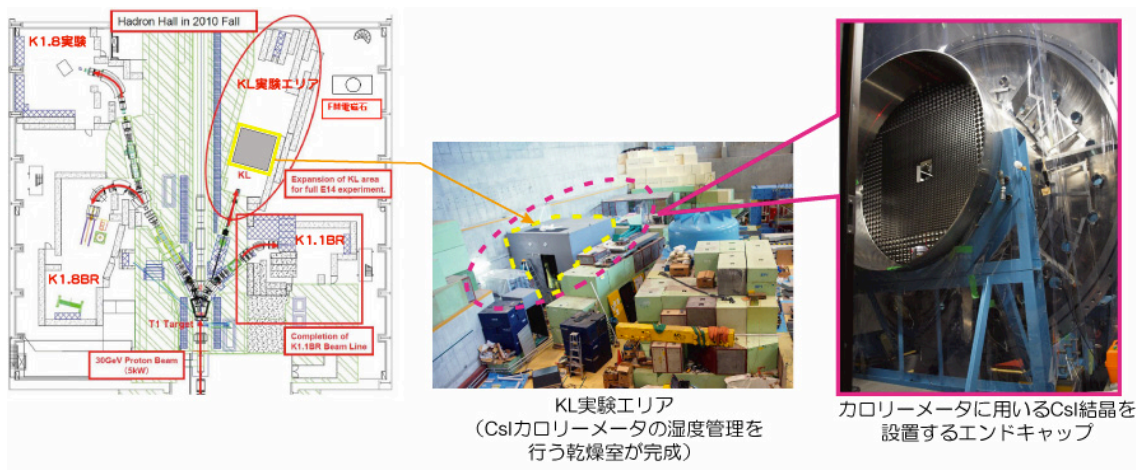 Hadron Hall in 2010 Fall
K1.8実験
KL実験エリア
KL
Expansion of KL area
for full E14 experiment.
K1.8BR
K1.1BR
T1 Target
30GeV Proton Beam
(5kW)
Completion of
K1.1BR Beam Line
KL実験エリア
（CsIカロリーメータの湿度管理を
行う乾燥室が完成）
カロリーメータに用いるCsI結晶を
設置するエンドキャップ